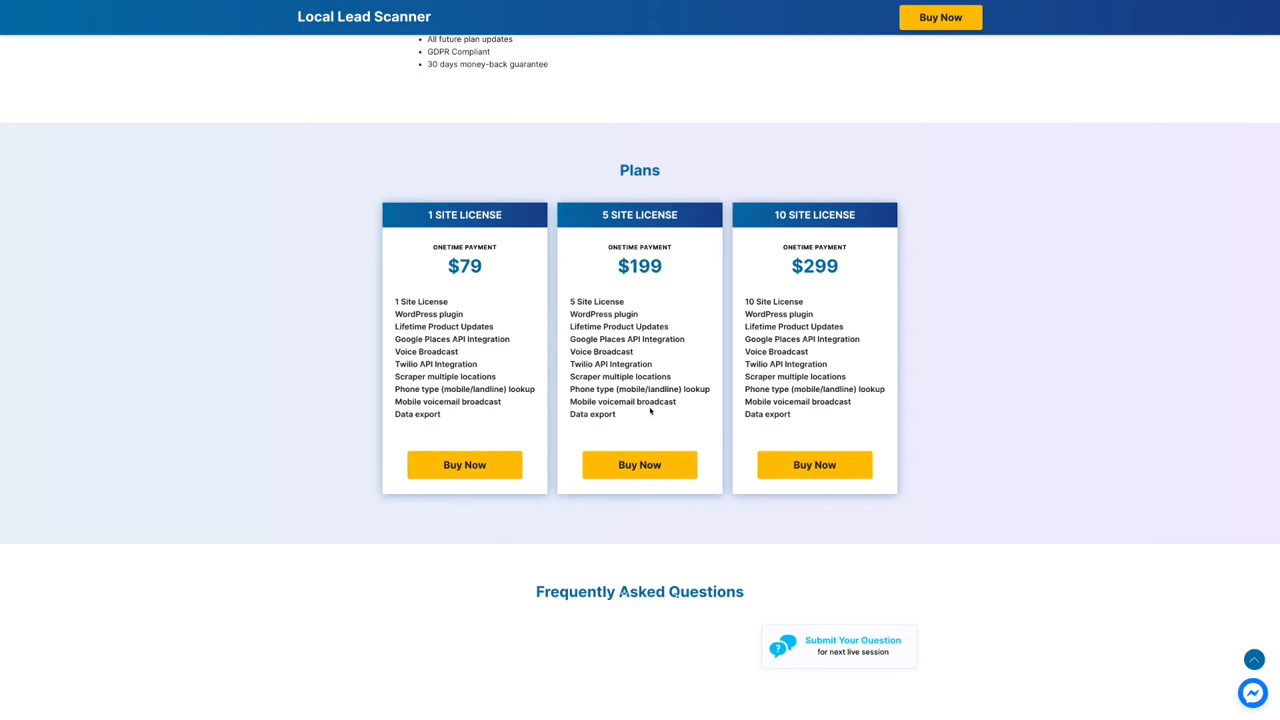 Local Lead Scanner
Buy Now
All future plan updates
GDPR Compliant
30 days money-back guarantee
Plans
1 SITE LICENSE
ONETIME PAYMENT
$79
1 Site License
WordPress plugin
Lifetime Product Updates
Google Places API Integration
Voice Broadcast
Twilio API Integration
Scraper multiple locations
Phone type (mobile/landline) lookup
Mobile voicemail broadcast
Data export
Buy Now
5 SITE LICENSE
ONETIME PAYMENT
$199
5 Site License
WordPress plugin
Lifetime Product Updates
Google Places API Integration
Voice Broadcast
Twilio API Integration
Scraper multiple locations
Phone type (mobile/landline) lookup
Mobile voicemail broadcast
Data export
Buy Now
10 SITE LICENSE
ONETIME PAYMENT
$299
10 Site License
WordPress plugin
Lifetime Product Updates
Google Places API Integration
Voice Broadcast
Twilio API Integration
Scraper multiple locations
Phone type (mobile/landline) lookup
Mobile voicemail broadcast
Data export
Buy Now
Frequently Asked Questions
?
Submit Your Question
for next live session